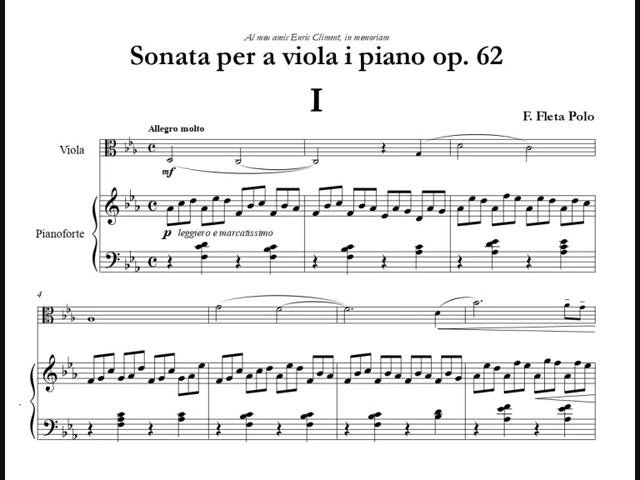 Al meu amic Enric Climent, in memoriam
Sonata per a viola i piano op. 62
I
F. Fleta Polo
Allegro molto
Viola
mf
Pianoforte
p leggiero e marcatissimo
4